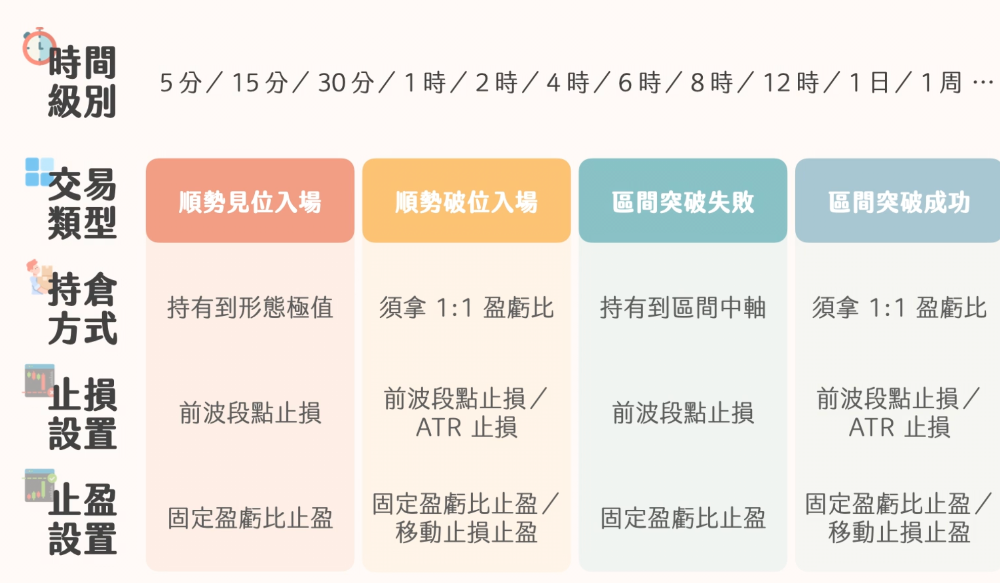 時間
級別
5 分／ 15 分／ 30 分／ 1 時／ 2 時／ 4 時／ 6 時／ 8 時／ 12 時／ 1 日／ 1 周 …
交易
類型
順勢見位入場
順勢破位入場
區間突破失敗
區間突破成功
持倉
方式
持有到形態極值
須拿 1:1 盈虧比
持有到區間中軸
須拿 1:1 盈虧比
止損
設置
前波段點止損
前波段點止損／
ATR 止損
前波段點止損
前波段點止損／
ATR 止損
止盈
設置
固定盈虧比止盈
固定盈虧比止盈／
移動止損止盈
固定盈虧比止盈
固定盈虧比止盈／
移動止損止盈